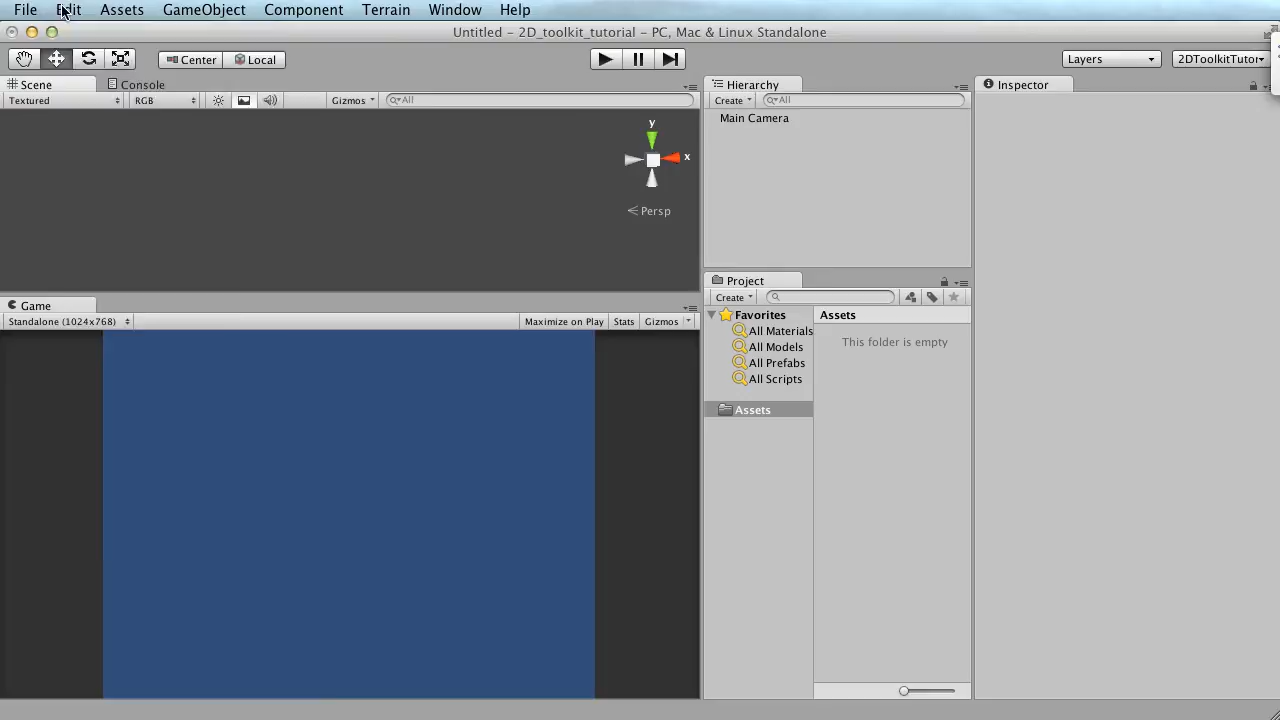 File Edit Assets GameObject Component Terrain Window Help
Untitled - 2D_toolkit_tutorial - PC, Mac & Linux Standalone
Center Local Layers 2DToolkitTutor
Scene Console Hierarchy Inspector
Textured RGB Gizmos All Create All
Main Camera
y
x
Persp
Project
Create
Game
Standalone (1024x768) Maximize on Play Stats Gizmos
Favorites
All Materials
All Models
All Prefabs
All Scripts
Assets
Assets
This folder is empty